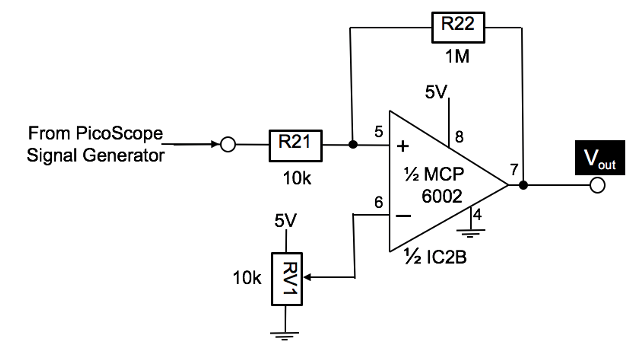 R22
1M
5V
From PicoScope
Signal Generator
R21
10k
5
+
8
½ MCP
6002
7
Vout
6
−
4
½ IC2B
5V
10k
RV1